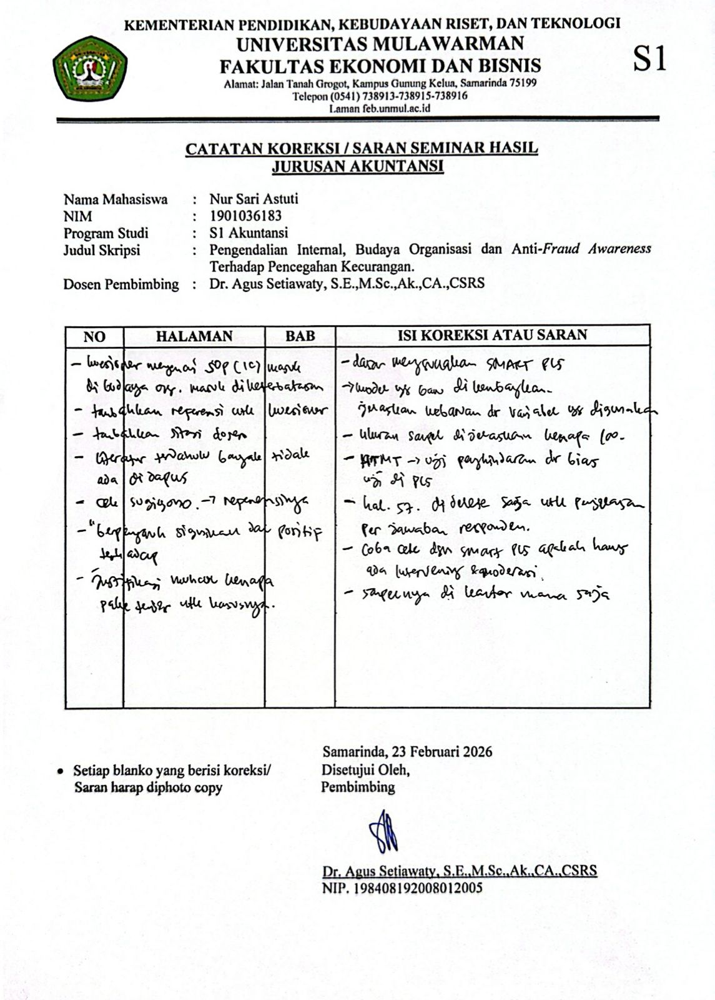 KEMENTERIAN PENDIDIKAN, KEBUDAYAAN RISET, DAN TEKNOLOGI
UNIVERSITAS MULAWARMAN
FAKULTAS EKONOMI DAN BISNIS
Alamat: Jalan Tanah Grogot, Kampus Gunung Kelua, Samarinda 75199
Telepon (0541) 738913-738915-738916
Laman feb.unmul.ac.id
S1
CATATAN KOREKSI / SARAN SEMINAR HASIL
JURUSAN AKUNTANSI
Nama Mahasiswa : Nur Sari Astuti
NIM : 1901036183
Program Studi : S1 Akuntansi
Judul Skripsi : Pengendalian Internal, Budaya Organisasi dan Anti-Fraud Awareness
Terhadap Pencegahan Kecurangan.
Dosen Pembimbing : Dr. Agus Setiawaty, S.E.,M.Sc.,Ak.,CA.,CSRS
NO HALAMAN BAB ISI KOREKSI ATAU SARAN
- kuesioner mengenai SOP (IC) masuk
di budaya org. masuk di keterbatasan
- tambahkan referensi utk kuesioner
- tambahkan sitasi dosen
- literatur terdahulu banyak tidak
ada di dapus
- cek sugiyono. → referensinya
- "berpengaruh signifikan dan positif
terhadap
- Justifikasi muncul kenapa
pake utk kasusnya.
- dasar menggunakan SMART PLS
→ model yg baru dikembangkan.
jelaskan kebaruan dr variabel yg digunakan
- ukuran sampel dijelaskan kenapa 100.
- HTMT → uji penghindaran dr bias
uji di PLS
- hal. 57. di delete saja utk penjelasan
per jawaban responden.
- Coba cek dgn smart PLS apakah harus
ada Intervening & moderasi.
- sampelnya di kantor mana saja
Samarinda, 23 Februari 2026
• Setiap blanko yang berisi koreksi/ Disetujui Oleh,
Saran harap diphoto copy Pembimbing
Dr. Agus Setiawaty, S.E.,M.Sc.,Ak.,CA.,CSRS
NIP. 198408192008012005